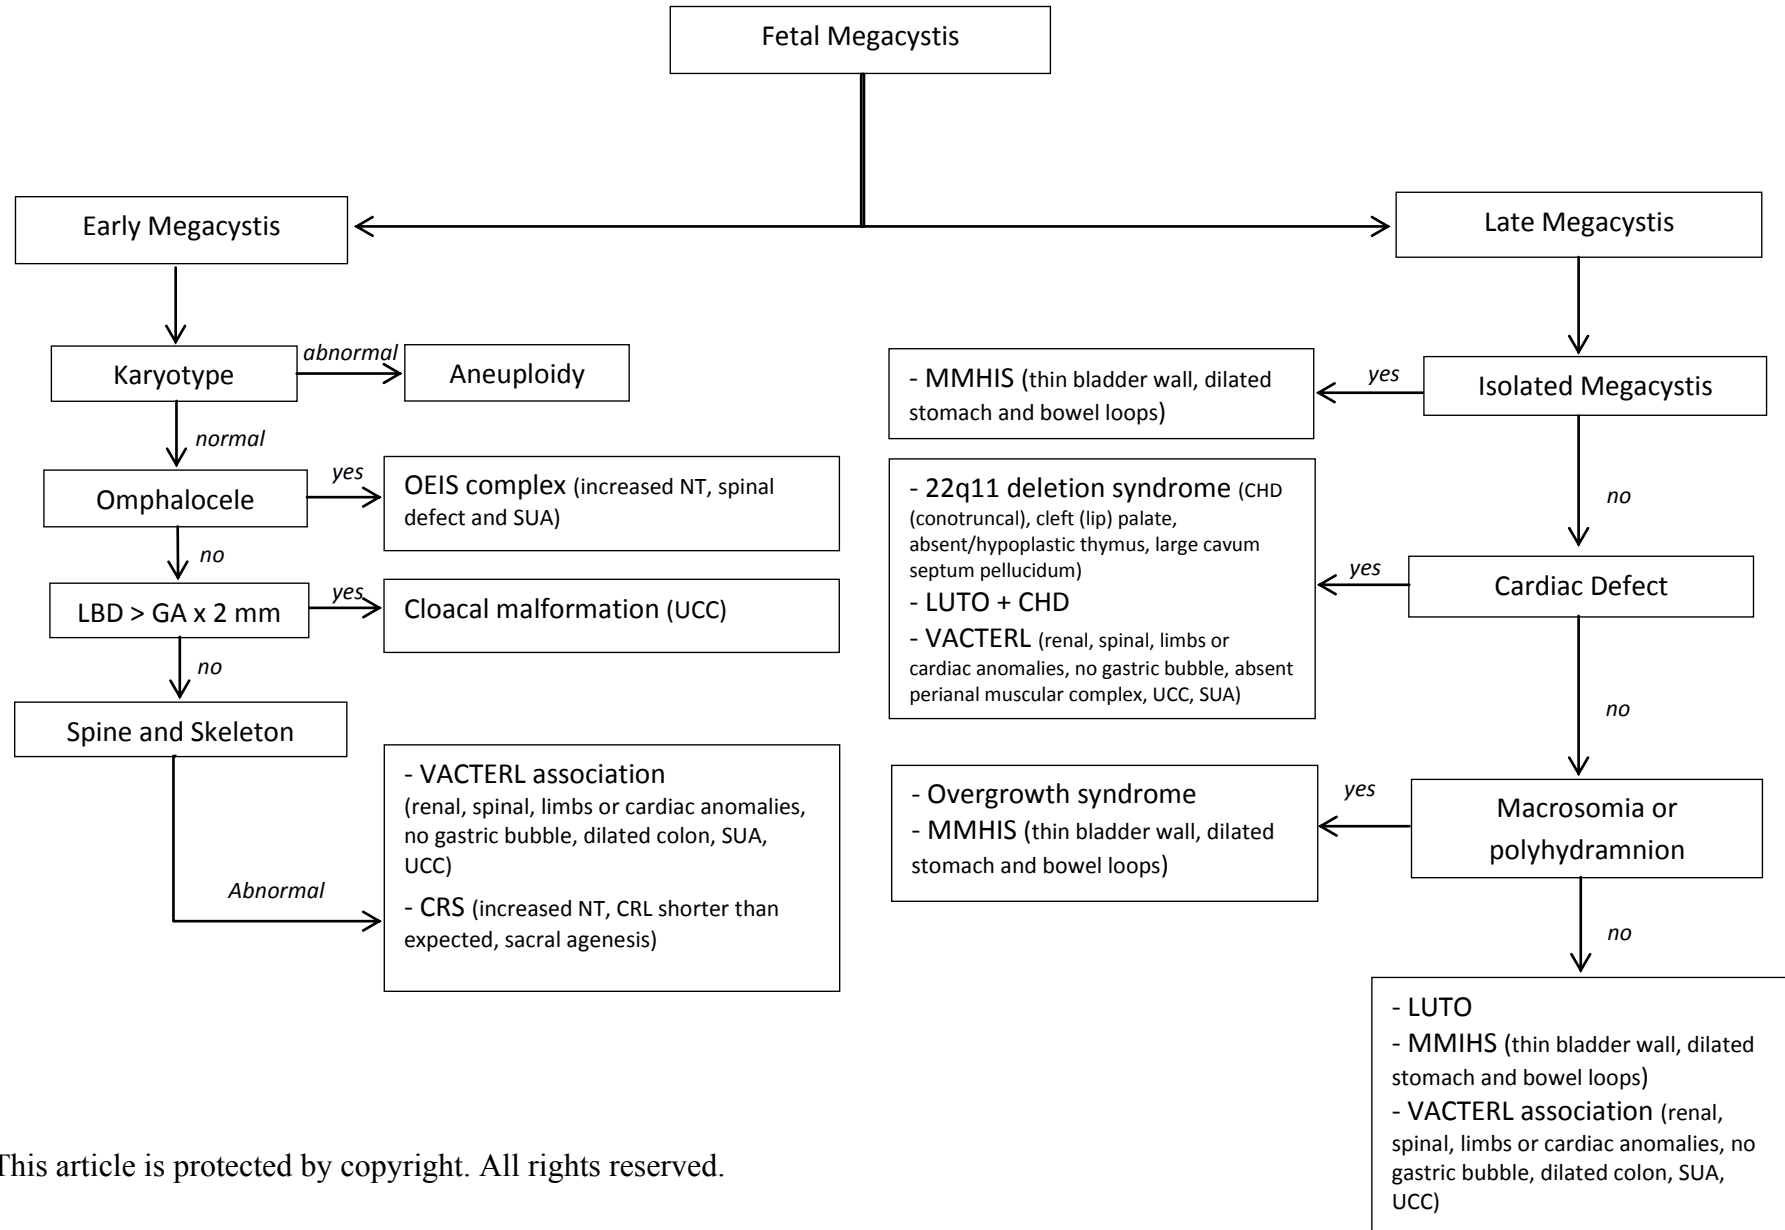 Fetal Megacystis
Early Megacystis
Late Megacystis
Karyotype
abnormal
Aneuploidy
normal
Omphalocele
yes
OEIS complex (increased NT, spinal
defect and SUA)
no
LBD > GA x 2 mm
yes
Cloacal malformation (UCC)
no
Spine and Skeleton
Abnormal
- VACTERL association
(renal, spinal, limbs or cardiac anomalies,
no gastric bubble, dilated colon, SUA,
UCC)
- CRS (increased NT, CRL shorter than
expected, sacral agenesis)
Isolated Megacystis
yes
- MMHIS (thin bladder wall, dilated
stomach and bowel loops)
no
Cardiac Defect
yes
- 22q11 deletion syndrome (CHD
(conotruncal), cleft (lip) palate,
absent/hypoplastic thymus, large cavum
septum pellucidum)
- LUTO + CHD
- VACTERL (renal, spinal, limbs or
cardiac anomalies, no gastric bubble, absent
perianal muscular complex, UCC, SUA)
no
Macrosomia or
polyhydramnion
yes
- Overgrowth syndrome
- MMHIS (thin bladder wall, dilated
stomach and bowel loops)
no
- LUTO
- MMIHS (thin bladder wall, dilated
stomach and bowel loops)
- VACTERL association (renal,
spinal, limbs or cardiac anomalies, no
gastric bubble, dilated colon, SUA,
UCC)
This article is protected by copyright. All rights reserved.